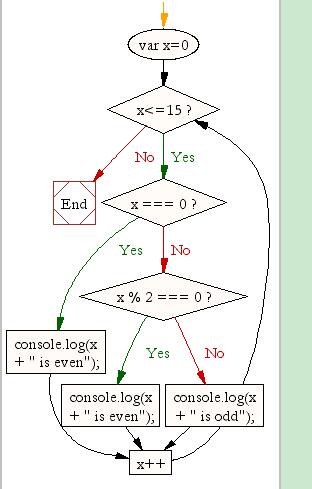 var x=0
x<=15 ?
No
Yes
End
x === 0 ?
Yes
No
x % 2 === 0 ?
console.log(x
+ " is even");
Yes
No
console.log(x
+ " is even");
console.log(x
+ " is odd");
x++